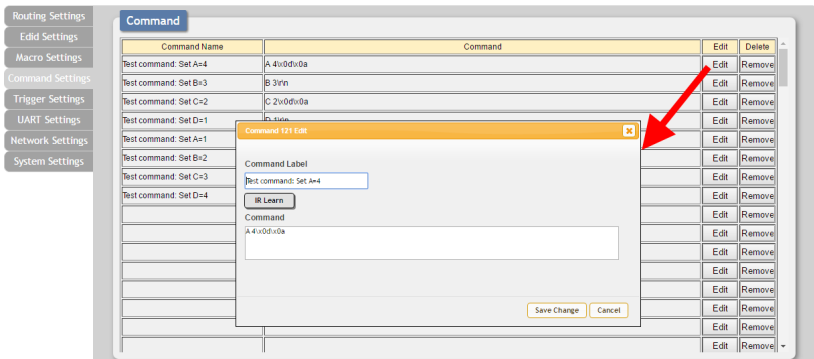 Routing Settings
Edid Settings
Macro Settings
Command Settings
Trigger Settings
UART Settings
Network Settings
System Settings
Command
Command Name Command Edit Delete
Test command: Set A=4 A 4\x0d\x0a Edit Remove
Test command: Set B=3 B 3\r\n Edit Remove
Test command: Set C=2 C 2\x0d\x0a Edit Remove
Test command: Set D=1 D 1\r\n Edit Remove
Test command: Set A=1 Edit Remove
Test command: Set B=2 Edit Remove
Test command: Set C=3 Edit Remove
Test command: Set D=4 Edit Remove
Edit Remove
Edit Remove
Edit Remove
Edit Remove
Edit Remove
Edit Remove
Edit Remove
Edit Remove
Command 121 Edit
Command Label
Test command: Set A=4
IR Learn
Command
A 4\x0d\x0a
Save Change Cancel